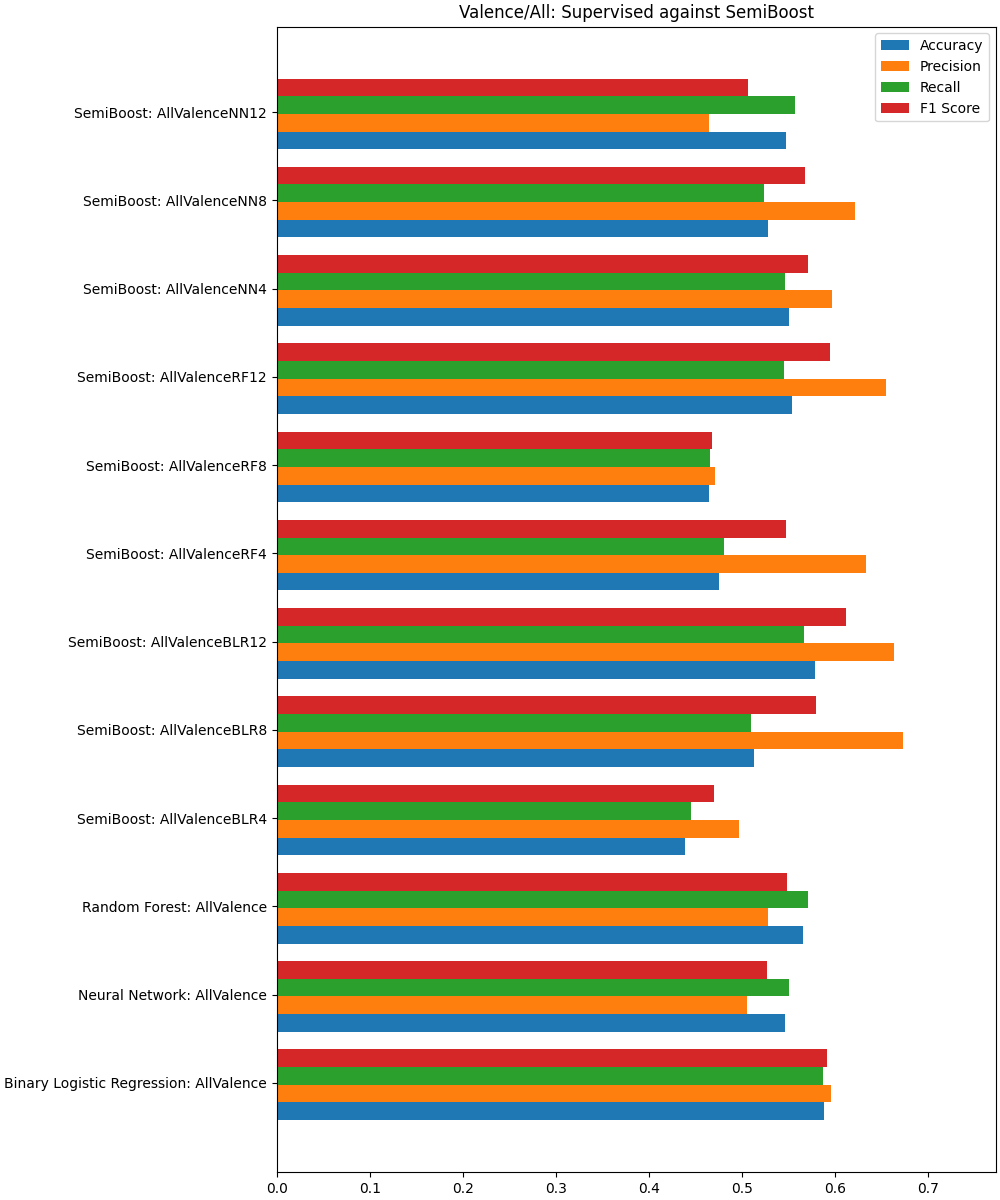 Valence/All: Supervised against SemiBoost
Accuracy
Precision
Recall
F1 Score
SemiBoost: AllValenceNN12
SemiBoost: AllValenceNN8
SemiBoost: AllValenceNN4
SemiBoost: AllValenceRF12
SemiBoost: AllValenceRF8
SemiBoost: AllValenceRF4
SemiBoost: AllValenceBLR12
SemiBoost: AllValenceBLR8
SemiBoost: AllValenceBLR4
Random Forest: AllValence
Neural Network: AllValence
Binary Logistic Regression: AllValence
0.0 0.1 0.2 0.3 0.4 0.5 0.6 0.7